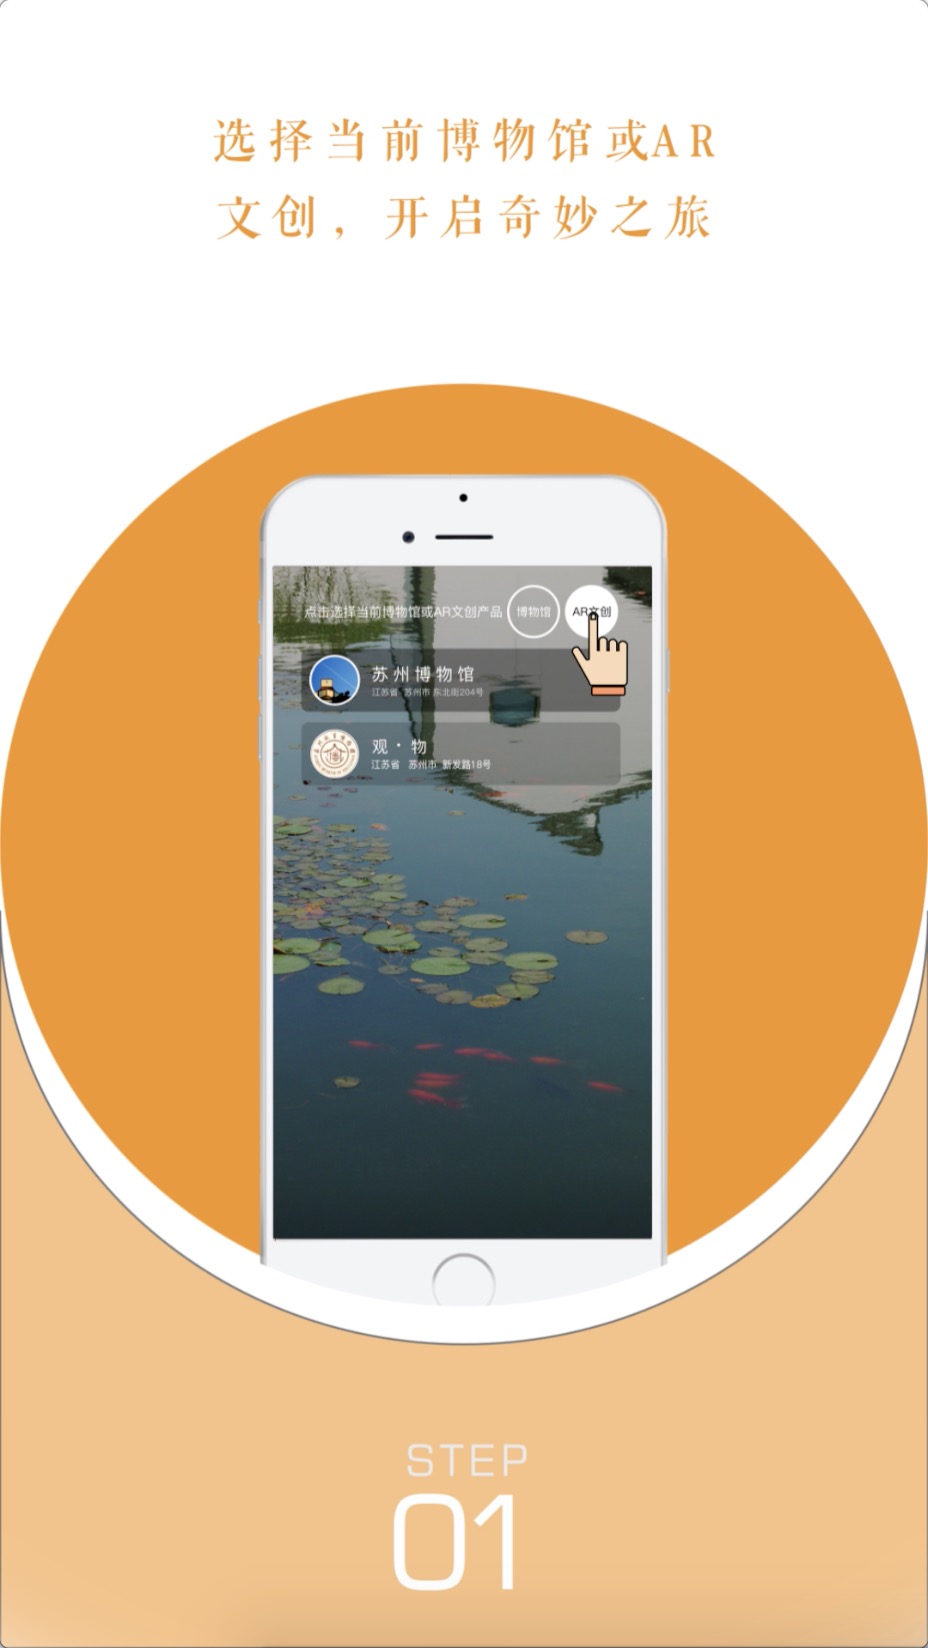 选择当前博物馆或AR
文创，开启奇妙之旅
点击选择当前博物馆或AR文创产品
博物馆
AR文创
苏州博物馆
江苏省 苏州市 东北街204号
观·物
江苏省 苏州市 新发路18号
STEP
01